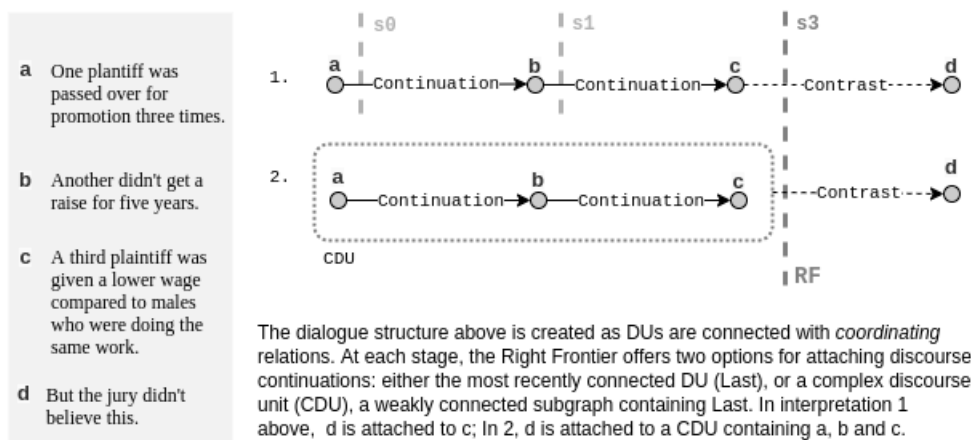 a One plantiff was
passed over for
promotion three times.
b Another didn't get a
raise for five years.
c A third plaintiff was
given a lower wage
compared to males
who were doing the
same work.
d But the jury didn't
believe this.
s0 s1 s3
a b c d
1. Continuation Continuation Contrast
2. a b c d
Continuation Continuation Contrast
CDU
RF
The dialogue structure above is created as DUs are connected with coordinating
relations. At each stage, the Right Frontier offers two options for attaching discourse
continuations: either the most recently connected DU (Last), or a complex discourse
unit (CDU), a weakly connected subgraph containing Last. In interpretation 1
above, d is attached to c; In 2, d is attached to a CDU containing a, b and c.